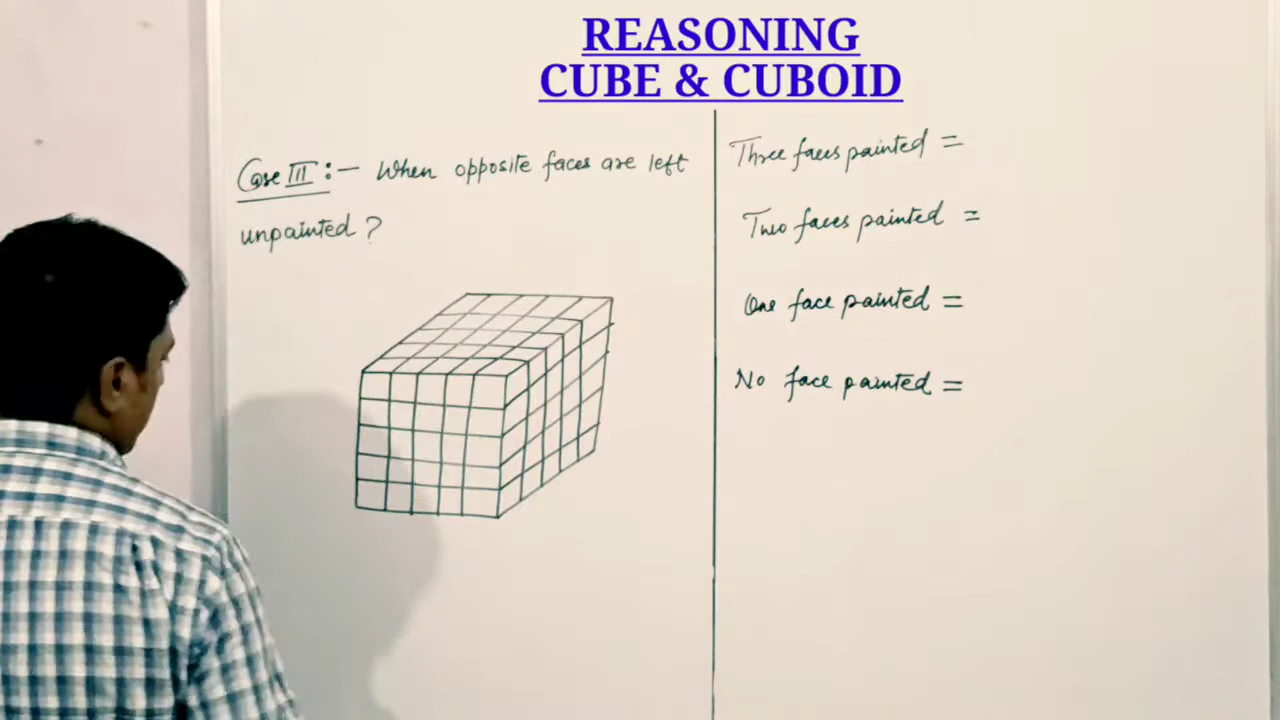 REASONING
CUBE & CUBOID
Case III :- When opposite faces are left
unpainted ?
Three faces painted =
Two faces painted =
One face painted =
No face painted =